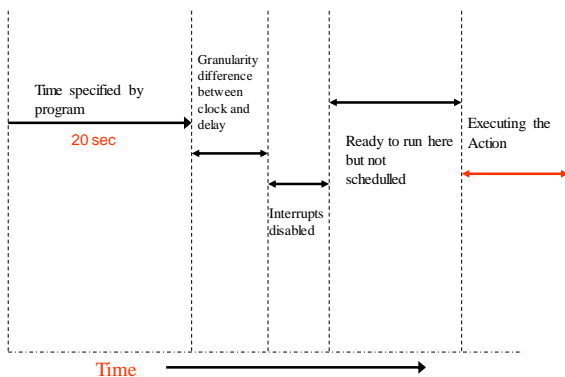 Time specified by
program
20 sec
Granularity
difference
between
clock and
delay
Interrupts
disabled
Ready to run here
but not
schedulled
Executing the
Action
Time